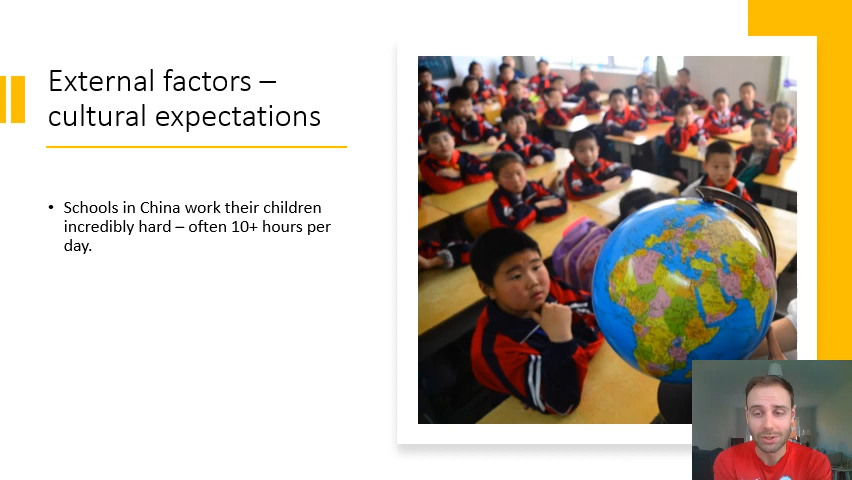 External factors –
cultural expectations
• Schools in China work their children
incredibly hard – often 10+ hours per
day.